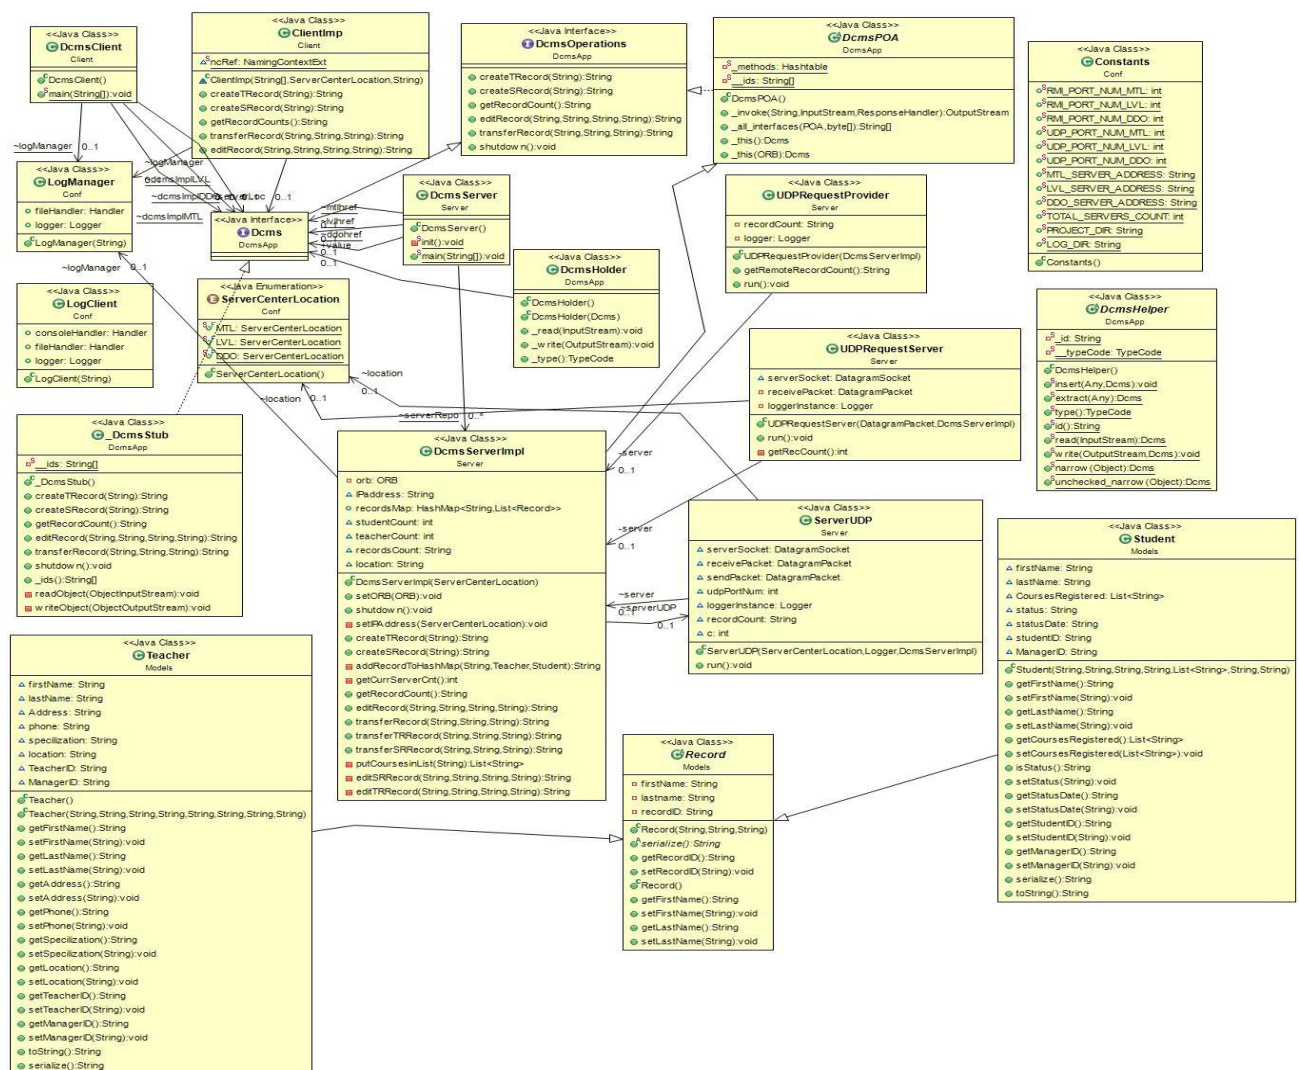 <<Java Class>>
DcmsClient
Client
DcmsClient()
main(String[]):void
<<Java Class>>
ClientImp
Client
ncRef: NamingContextExt
ClientImp(String[],ServerCenterLocation,String)
createTRecord(String):String
createSRecord(String):String
getRecordCounts():String
transferRecord(String,String,String):String
editRecord(String,String,String,String):String
<<Java Interface>>
DcmsOperations
DcmsApp
createTRecord(String):String
createSRecord(String):String
getRecordCount():String
editRecord(String,String,String,String):String
transferRecord(String,String,String):String
shutdown():void
<<Java Class>>
DcmsPOA
DcmsApp
_methods: Hashtable
__ids: String[]
DcmsPOA()
_invoke(String,InputStream,ResponseHandler):OutputStream
_all_interfaces(POA,byte[]):String[]
_this():Dcms
_this(ORB):Dcms
<<Java Class>>
Constants
Conf
RMI_PORT_NUM_MTL: int
RMI_PORT_NUM_LVL: int
RMI_PORT_NUM_DDO: int
UDP_PORT_NUM_MTL: int
UDP_PORT_NUM_LVL: int
UDP_PORT_NUM_DDO: int
MTL_SERVER_ADDRESS: String
LVL_SERVER_ADDRESS: String
DDO_SERVER_ADDRESS: String
TOTAL_SERVERS_COUNT: int
PROJECT_DIR: String
LOG_DIR: String
Constants()
~logManager
0..1
~logManager
~dcmsImplLVL
~dcmsImplMTL
0..1
<<Java Class>>
LogManager
Conf
fileHandler: Handler
logger: Logger
LogManager(String)
<<Java Interface>>
Dcms
DcmsApp
~mtlhref
~lvlhref
~ddohref
+value
0..1
0..1
<<Java Class>>
DcmsServer
Server
DcmsServer()
init():void
main(String[]):void
<<Java Class>>
UDPRequestProvider
Server
recordCount: String
logger: Logger
UDPRequestProvider(DcmsServerImpl)
getRemoteRecordCount():String
run():void
~logManager
0..1
<<Java Class>>
LogClient
Conf
consoleHandler: Handler
fileHandler: Handler
logger: Logger
LogClient(String)
<<Java Enumeration>>
ServerCenterLocation
Conf
MTL: ServerCenterLocation
LVL: ServerCenterLocation
DDO: ServerCenterLocation
ServerCenterLocation()
<<Java Class>>
DcmsHolder
DcmsApp
DcmsHolder()
DcmsHolder(Dcms)
_read(InputStream):void
_write(OutputStream):void
_type():TypeCode
<<Java Class>>
DcmsHelper
DcmsApp
_id: String
__typeCode: TypeCode
DcmsHelper()
insert(Any,Dcms):void
extract(Any):Dcms
type():TypeCode
id():String
read(InputStream):Dcms
write(OutputStream,Dcms):void
narrow(Object):Dcms
unchecked_narrow(Object):Dcms
<<Java Class>>
UDPRequestServer
Server
serverSocket: DatagramSocket
receivePacket: DatagramPacket
loggerInstance: Logger
UDPRequestServer(DatagramPacket,DcmsServerImpl)
run():void
getRecCount():int
~location
0..1
~location
0..1
~serverRepo
0..*
<<Java Class>>
_DcmsStub
DcmsApp
__ids: String[]
_DcmsStub()
createTRecord(String):String
createSRecord(String):String
getRecordCount():String
editRecord(String,String,String,String):String
transferRecord(String,String,String):String
shutdown():void
_ids():String[]
readObject(ObjectInputStream):void
writeObject(ObjectOutputStream):void
<<Java Class>>
DcmsServerImpl
Server
orb: ORB
IPaddress: String
recordsMap: HashMap<String,List<Record>>
studentCount: int
teacherCount: int
recordsCount: String
location: String
DcmsServerImpl(ServerCenterLocation)
setORB(ORB):void
shutdown():void
setIPAddress(ServerCenterLocation):void
createTRecord(String):String
createSRecord(String):String
addRecordToHashMap(String,Teacher,Student):String
getCurrServerCnt():int
getRecordCount():String
editRecord(String,String,String,String):String
transferRecord(String,String,String):String
transferTRRecord(String,String,String):String
transferSRRecord(String,String,String):String
putCoursesinList(String):List<String>
editSRRecord(String,String,String,String):String
editTRRecord(String,String,String,String):String
-server
0..1
-server
0..1
~server
0..1
~serverUDP
0..1
<<Java Class>>
ServerUDP
Server
serverSocket: DatagramSocket
receivePacket: DatagramPacket
sendPacket: DatagramPacket
udpPortNum: int
loggerInstance: Logger
recordCount: String
c: int
ServerUDP(ServerCenterLocation,Logger,DcmsServerImpl)
run():void
<<Java Class>>
Student
Models
firstName: String
lastName: String
CoursesRegistered: List<String>
status: String
statusDate: String
studentID: String
ManagerID: String
Student(String,String,String,String,List<String>,String,String)
getFirstName():String
setFirstName(String):void
getLastName():String
setLastName(String):void
getCoursesRegistered():List<String>
setCoursesRegistered(List<String>):void
isStatus():String
setStatus(String):void
getStatusDate():String
setStatusDate(String):void
getStudentID():String
setStudentID(String):void
getManagerID():String
setManagerID(String):void
serialize():String
toString():String
<<Java Class>>
Teacher
Models
firstName: String
lastName: String
Address: String
phone: String
specilization: String
location: String
TeacherID: String
ManagerID: String
Teacher()
Teacher(String,String,String,String,String,String,String,String)
getFirstName():String
setFirstName(String):void
getLastName():String
setLastName(String):void
getAddress():String
setAddress(String):void
getPhone():String
setPhone(String):void
getSpecilization():String
setSpecilization(String):void
getLocation():String
setLocation(String):void
getTeacherID():String
setTeacherID(String):void
getManagerID():String
setManagerID(String):void
toString():String
serialize():String
<<Java Class>>
Record
Models
firstName: String
lastname: String
recordID: String
Record(String,String,String)
serialize():String
getRecordID():String
setRecordID(String):void
Record()
getFirstName():String
setFirstName(String):void
getLastName():String
setLastName(String):void